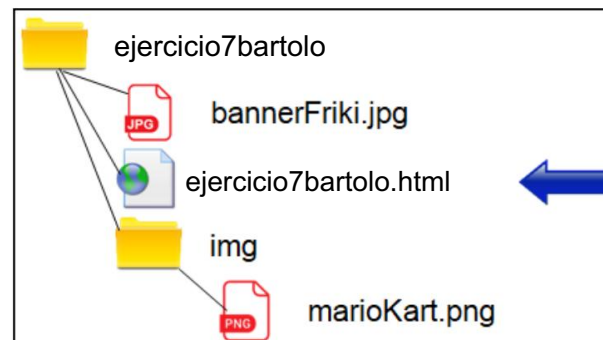 ejercicio7bartolo
JPG
bannerFriki.jpg
ejercicio7bartolo.html
img
PNG
marioKart.png